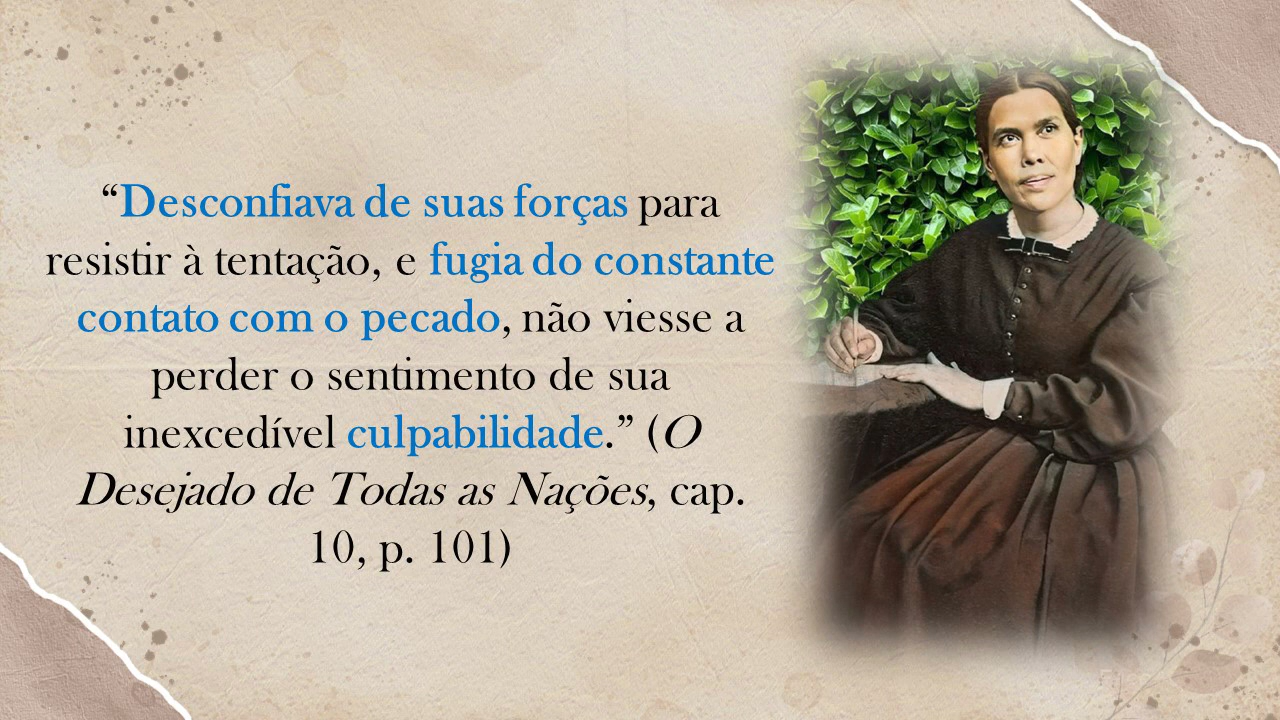 “Desconfiava de suas forças para
resistir à tentação, e fugia do constante
contato com o pecado, não viesse a
perder o sentimento de sua
inexcedível culpabilidade.” (O
Desejado de Todas as Nações, cap.
10, p. 101)